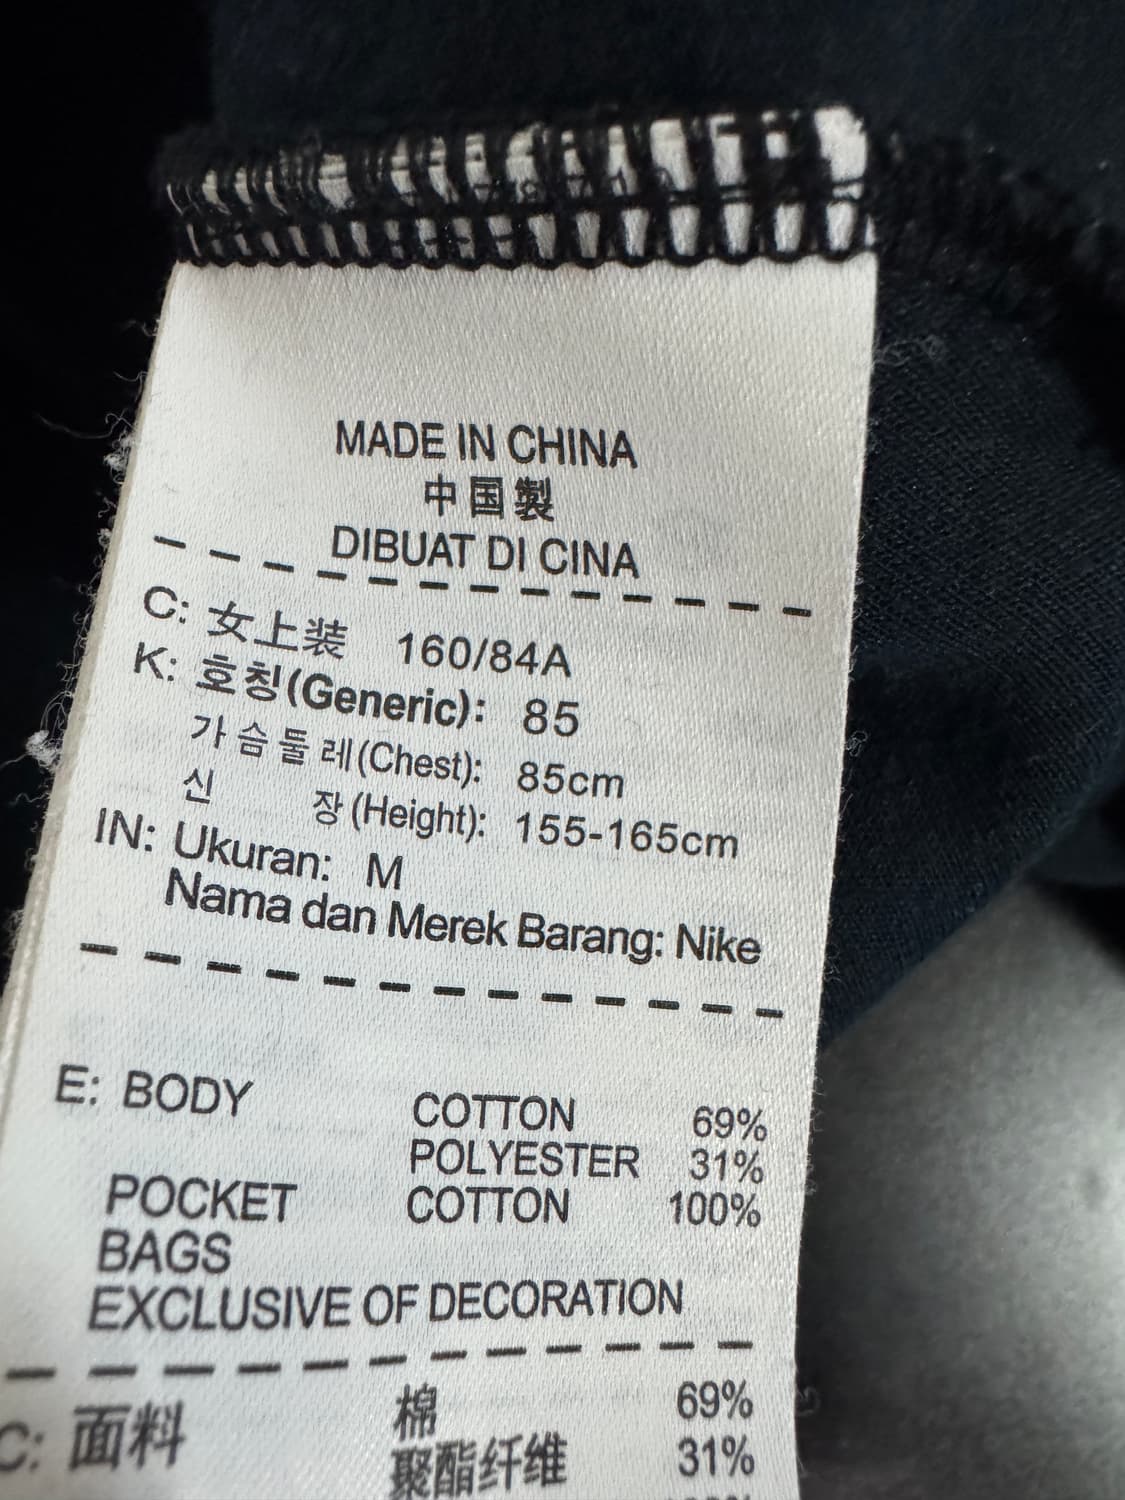 MADE IN CHINA
中国製
DIBUAT DI CINA
C: 女上装 160/84A
K: 호칭(Generic): 85
가슴둘레(Chest): 85cm
신 장(Height): 155-165cm
IN: Ukuran: M
Nama dan Merek Barang: Nike
E: BODY COTTON 69%
POLYESTER 31%
POCKET COTTON 100%
BAGS
EXCLUSIVE OF DECORATION
C: 面料 棉 69%
聚酯纤维 31%